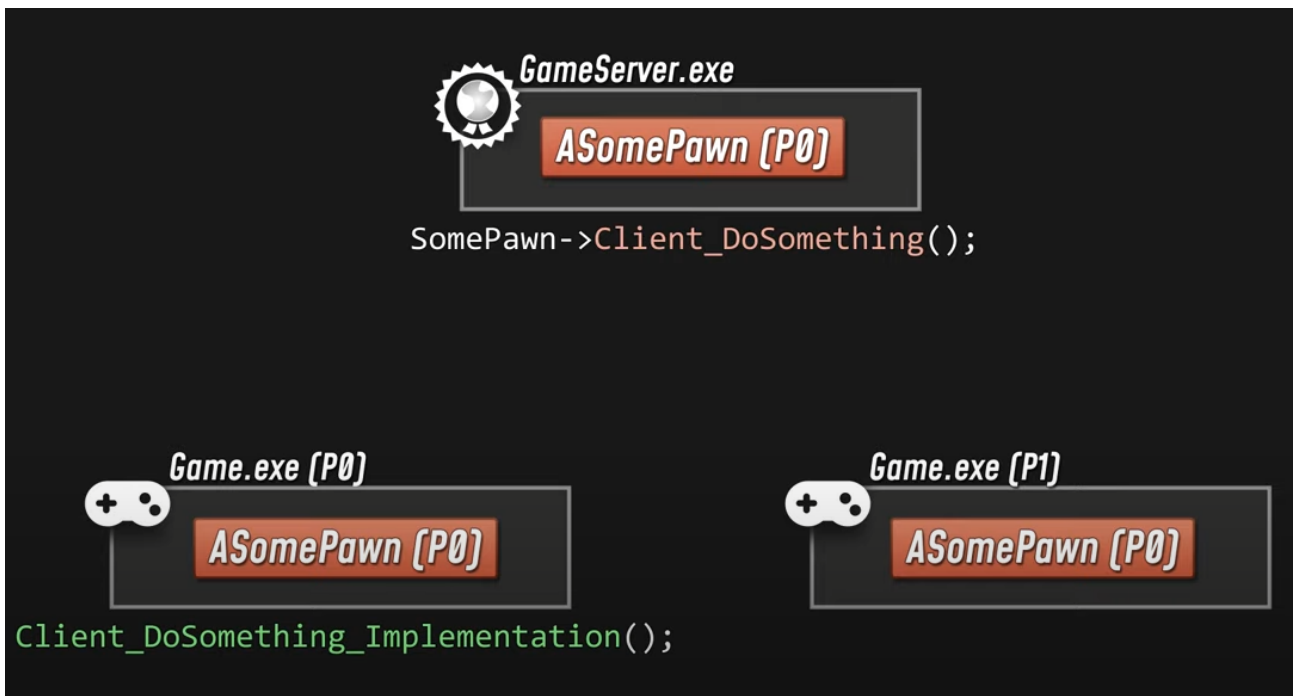 GameServer.exe
ASomePawn (P0)
SomePawn->Client_DoSomething();
Game.exe (P0)
ASomePawn (P0)
Client_DoSomething_Implementation();
Game.exe (P1)
ASomePawn (P0)